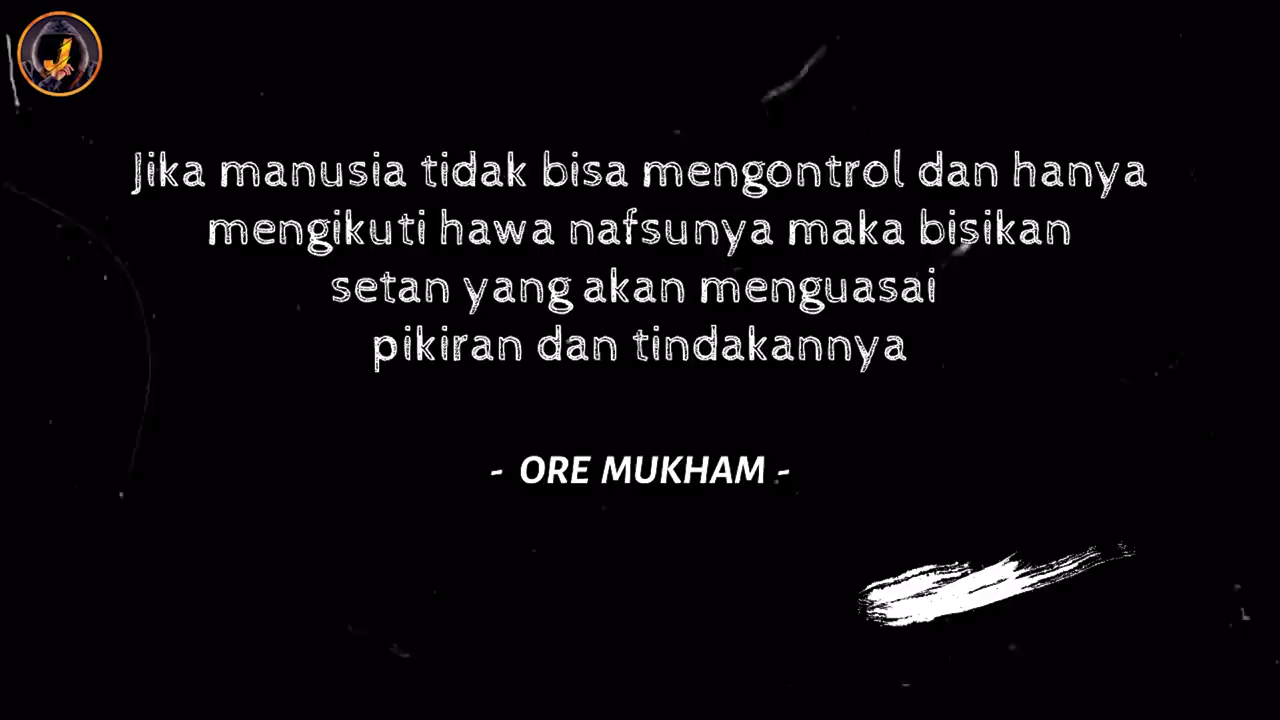 J
Jika manusia tidak bisa mengontrol dan hanya
mengikuti hawa nafsunya maka bisikan
setan yang akan menguasai
pikiran dan tindakannya
- ORE MUKHAM -